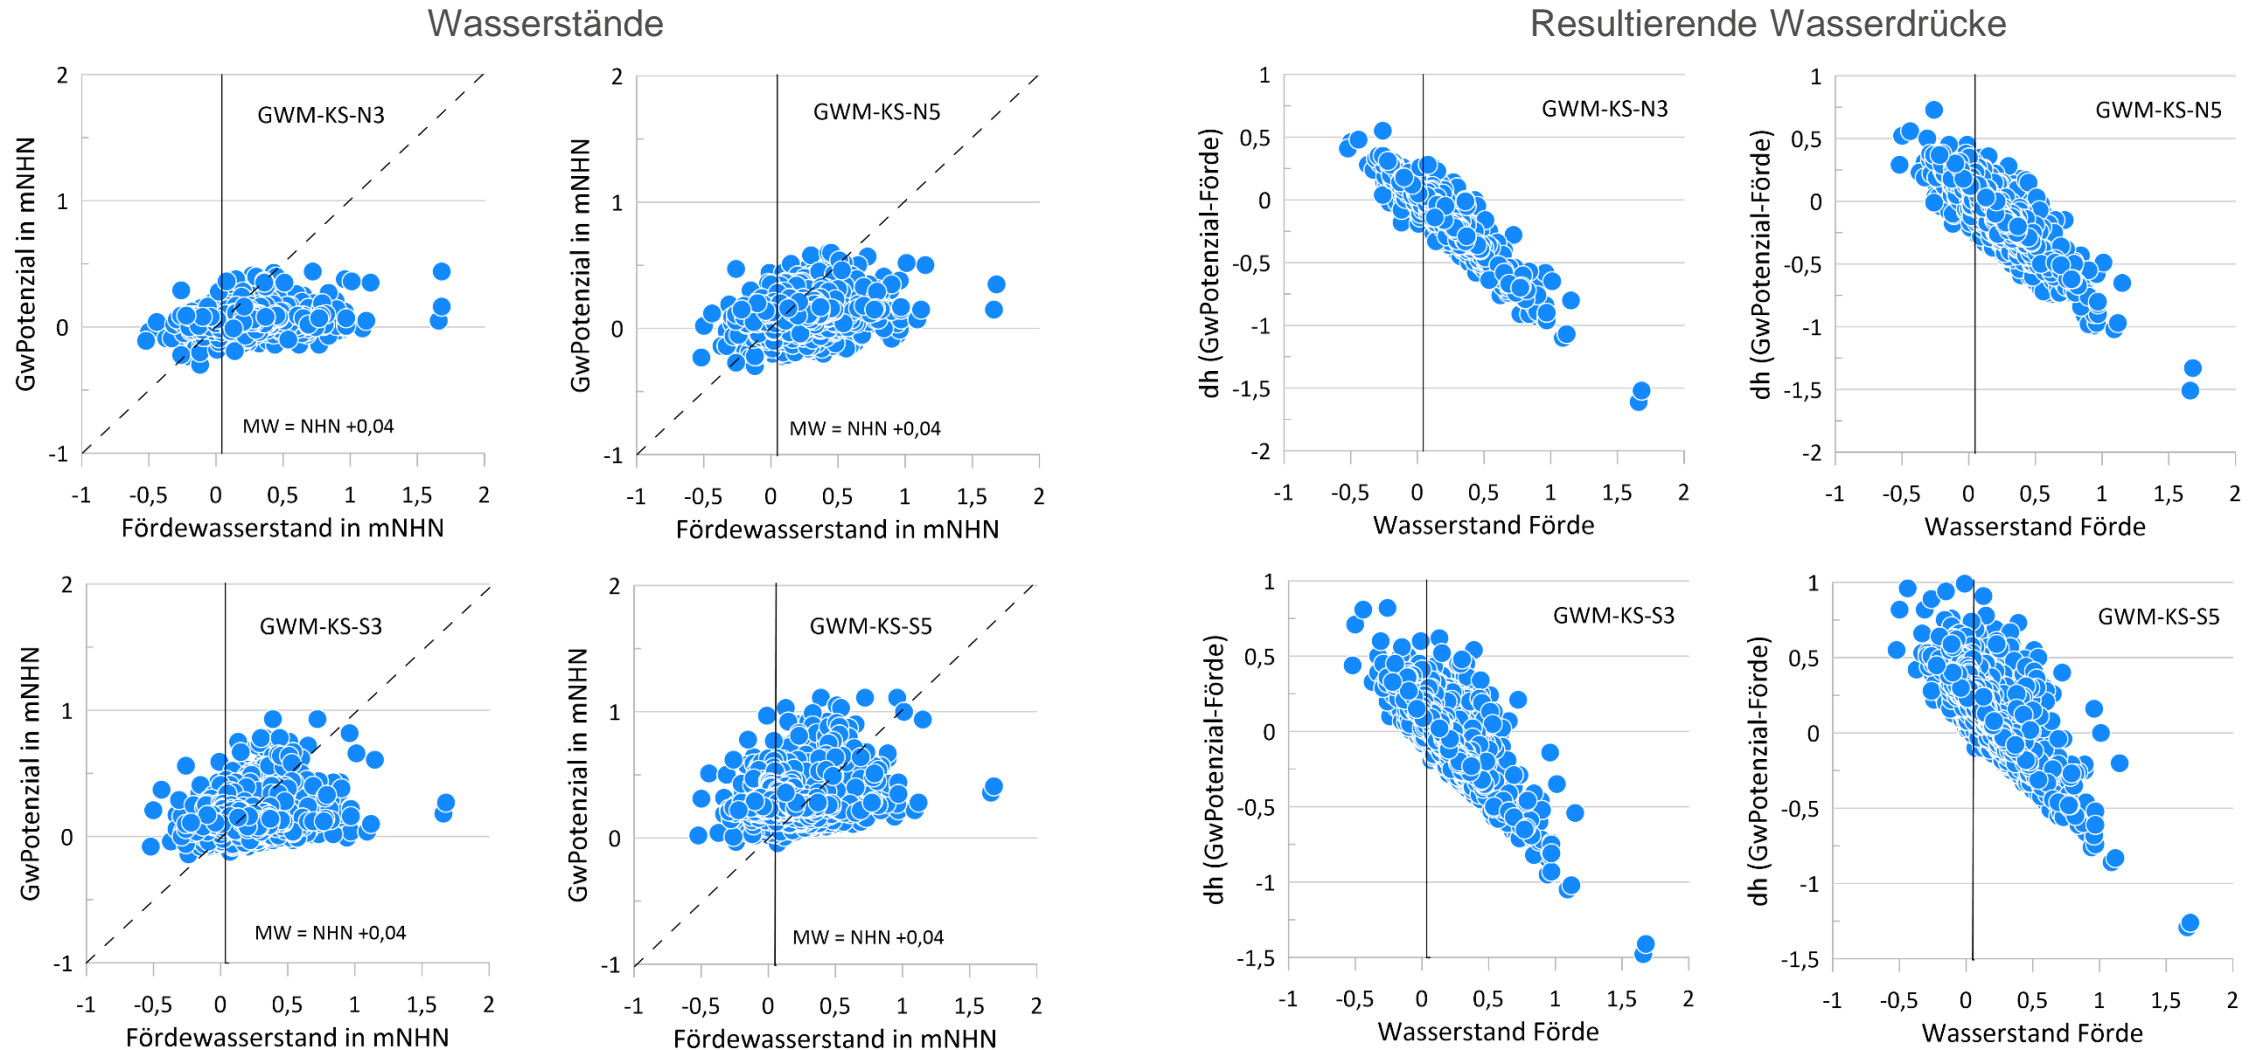 Wasserstände
Resultierende Wasserdrücke
GwPotenzial in mNHN
2
1
0
-1
GWM-KS-N3
MW = NHN +0,04
-1 -0,5 0 0,5 1 1,5 2
Fördewasserstand in mNHN
GwPotenzial in mNHN
2
1
0
-1
GWM-KS-N5
MW = NHN +0,04
-1 -0,5 0 0,5 1 1,5 2
Fördewasserstand in mNHN
dh (GwPotenzial-Förde)
1
0,5
0
-0,5
-1
-1,5
-2
GWM-KS-N3
-1 -0,5 0 0,5 1 1,5 2
Wasserstand Förde
dh (GwPotenzial-Förde)
1
0,5
0
-0,5
-1
-1,5
-2
GWM-KS-N5
-1 -0,5 0 0,5 1 1,5 2
Wasserstand Förde
GwPotenzial in mNHN
2
1
0
-1
GWM-KS-S3
MW = NHN +0,04
-1 -0,5 0 0,5 1 1,5 2
Fördewasserstand in mNHN
GwPotenzial in mNHN
2
1
0
-1
GWM-KS-S5
MW = NHN +0,04
-1 -0,5 0 0,5 1 1,5 2
Fördewasserstand in mNHN
dh (GwPotenzial-Förde)
1
0,5
0
-0,5
-1
-1,5
GWM-KS-S3
-1 -0,5 0 0,5 1 1,5 2
Wasserstand Förde
dh (GwPotenzial-Förde)
1
0,5
0
-0,5
-1
-1,5
GWM-KS-S5
-1 -0,5 0 0,5 1 1,5 2
Wasserstand Förde